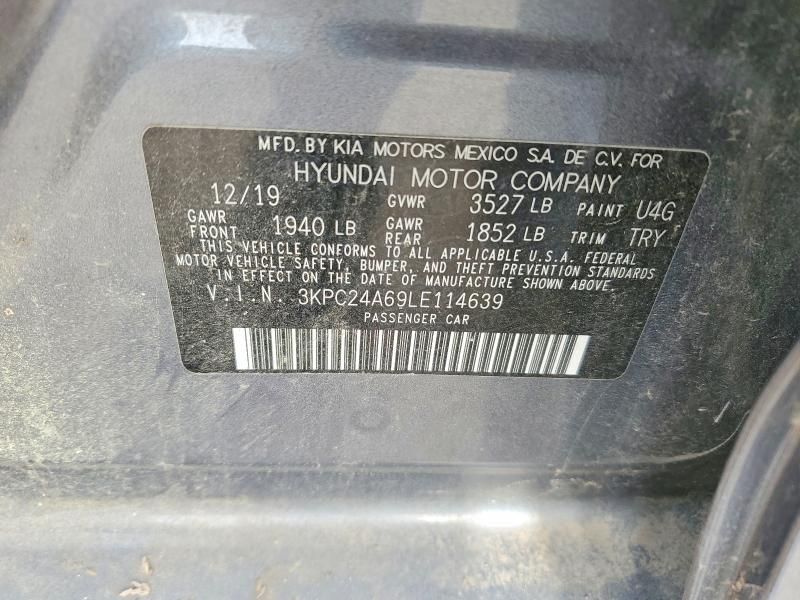 MFD. BY KIA MOTORS MEXICO S.A. DE C.V. FOR
HYUNDAI MOTOR COMPANY
12/19 GVWR 3527 LB PAINT U4G
GAWR FRONT 1940 LB GAWR REAR 1852 LB TRIM TRY
THIS VEHICLE CONFORMS TO ALL APPLICABLE U.S.A. FEDERAL
MOTOR VEHICLE SAFETY, BUMPER, AND THEFT PREVENTION STANDARDS
IN EFFECT ON THE DATE OF MANUFACTURE SHOWN ABOVE.
V.I.N. 3KPC24A69LE114639
PASSENGER CAR